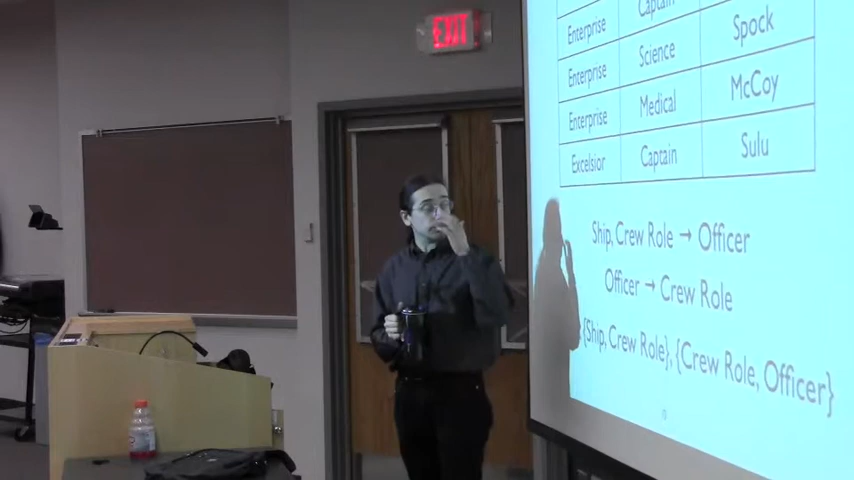 EXIT
Enterprise Captain
Enterprise Science Spock
Enterprise Medical McCoy
Excelsior Captain Sulu
Ship, Crew Role → Officer
Officer → Crew Role
{Ship, Crew Role}, {Crew Role, Officer}